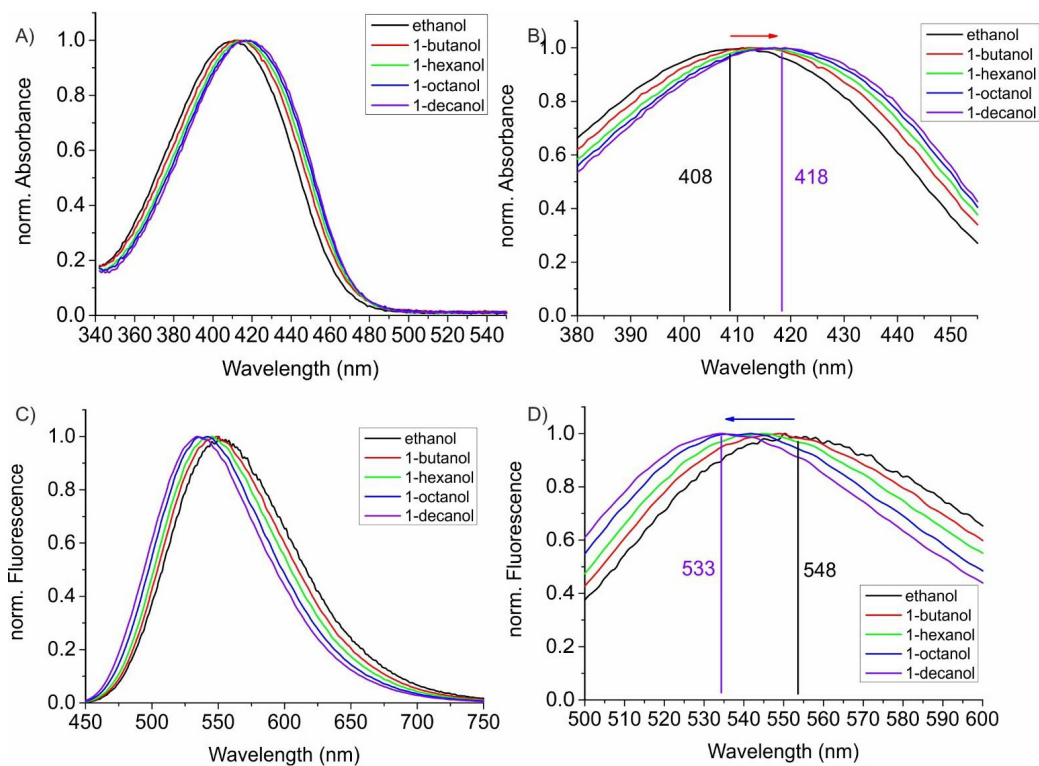 A)
norm. Absorbance
1.0
0.8
0.6
0.4
0.2
0.0
340 360 380 400 420 440 460 480 500 520 540
Wavelength (nm)
ethanol
1-butanol
1-hexanol
1-octanol
1-decanol
B)
norm. Absorbance
1.0
0.8
0.6
0.4
0.2
0.0
408
418
380 390 400 410 420 430 440 450
Wavelength (nm)
ethanol
1-butanol
1-hexanol
1-octanol
1-decanol
C)
norm. Fluorescence
1.0
0.8
0.6
0.4
0.2
0.0
450 500 550 600 650 700 750
Wavelength (nm)
ethanol
1-butanol
1-hexanol
1-octanol
1-decanol
D)
norm. Fluorescence
1.0
0.8
0.6
0.4
0.2
0.0
533
548
500 510 520 530 540 550 560 570 580 590 600
Wavelength (nm)
ethanol
1-butanol
1-hexanol
1-octanol
1-decanol